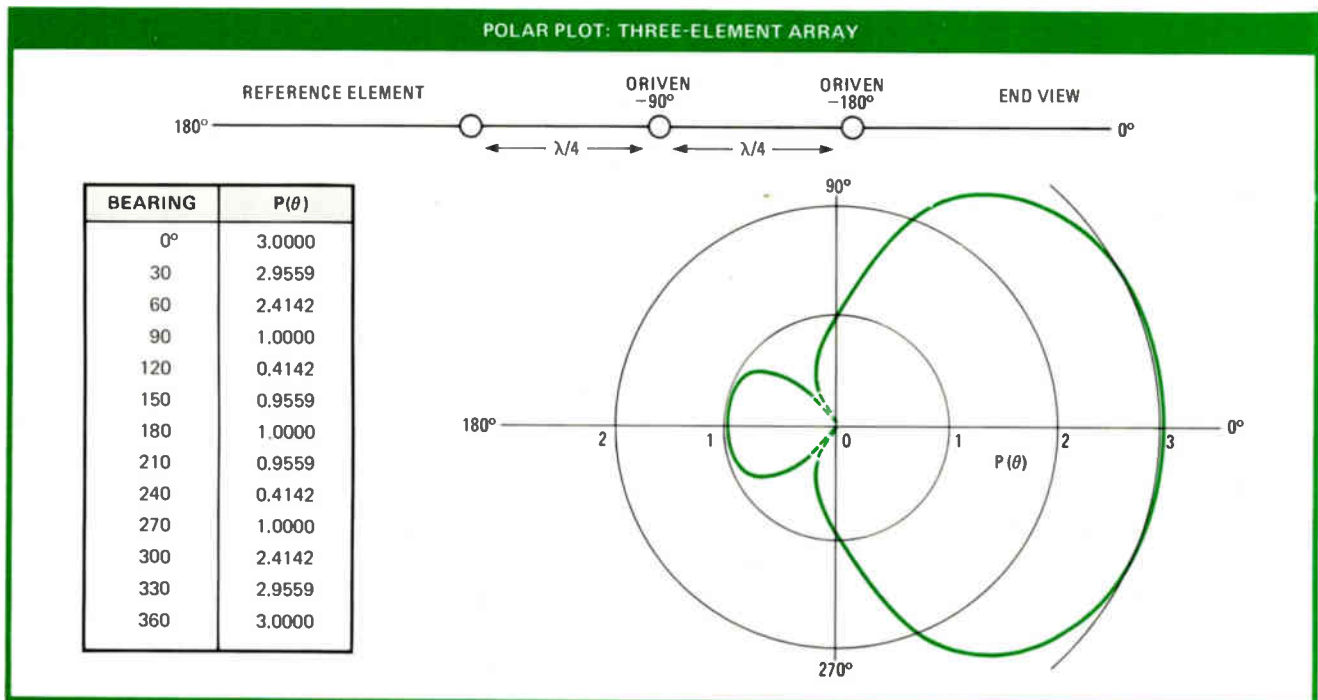 POLAR PLOT: THREE-ELEMENT ARRAY
REFERENCE ELEMENT
ORIVEN
-90°
ORIVEN
-180°
END VIEW
180°
0°
λ/4
λ/4
BEARING P(θ)
0° 3.0000
30 2.9559
60 2.4142
90 1.0000
120 0.4142
150 0.9559
180 1.0000
210 0.9559
240 0.4142
270 1.0000
300 2.4142
330 2.9559
360 3.0000
90°
180° 2 1 0 1 2 3 0°
P(θ)
270°